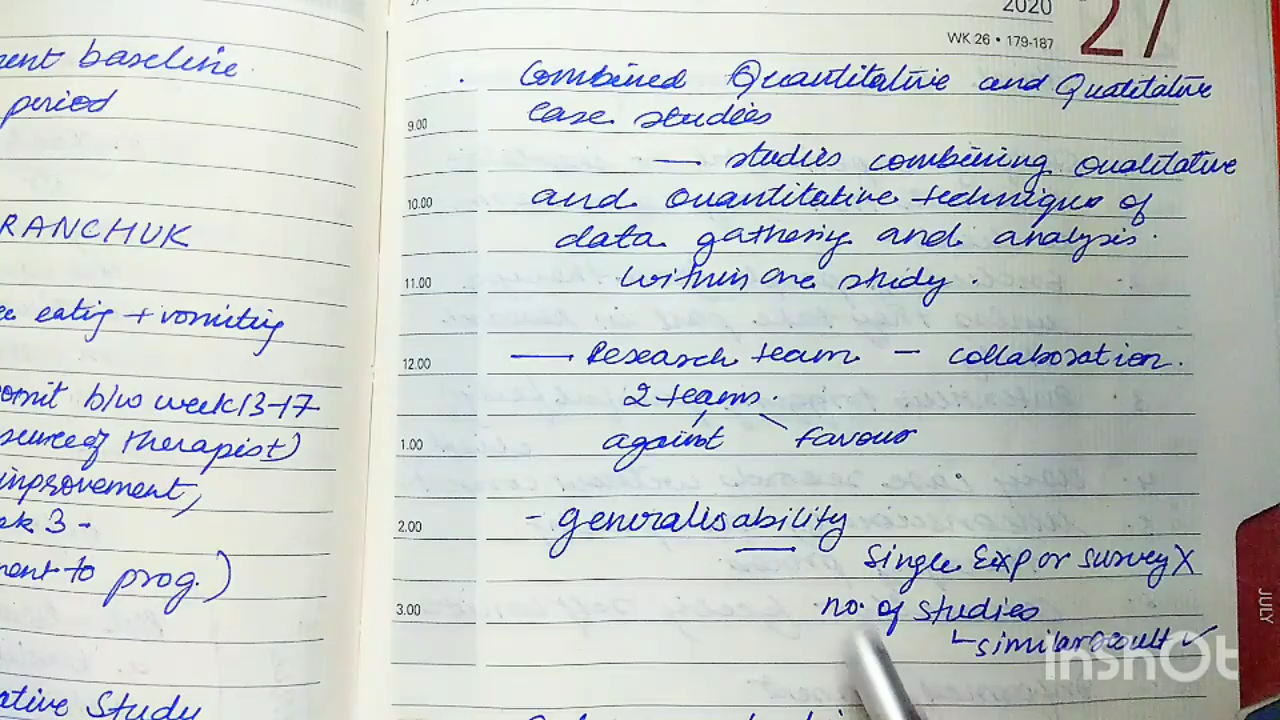 ent baseline.
period
RANCHUK
eating + vomiting
vomit b/w week 13-17
of therapist)
improvement,
ek 3 -
ment to prog.)
ative Study
2020
27
WK 26 • 179-187
. Combined Quantitative and Qualitative
9.00 case studies
— studies combining qualitative
10.00 and quantitative techniques of
data gathering and analysis.
11.00 within one study.
12.00 — Research team — collaboration.
2 teams.
1.00 against favour
2.00 - generalisability
Single Exp or survey X
3.00 no. of studies
similar result ✓
JULY
InShOt